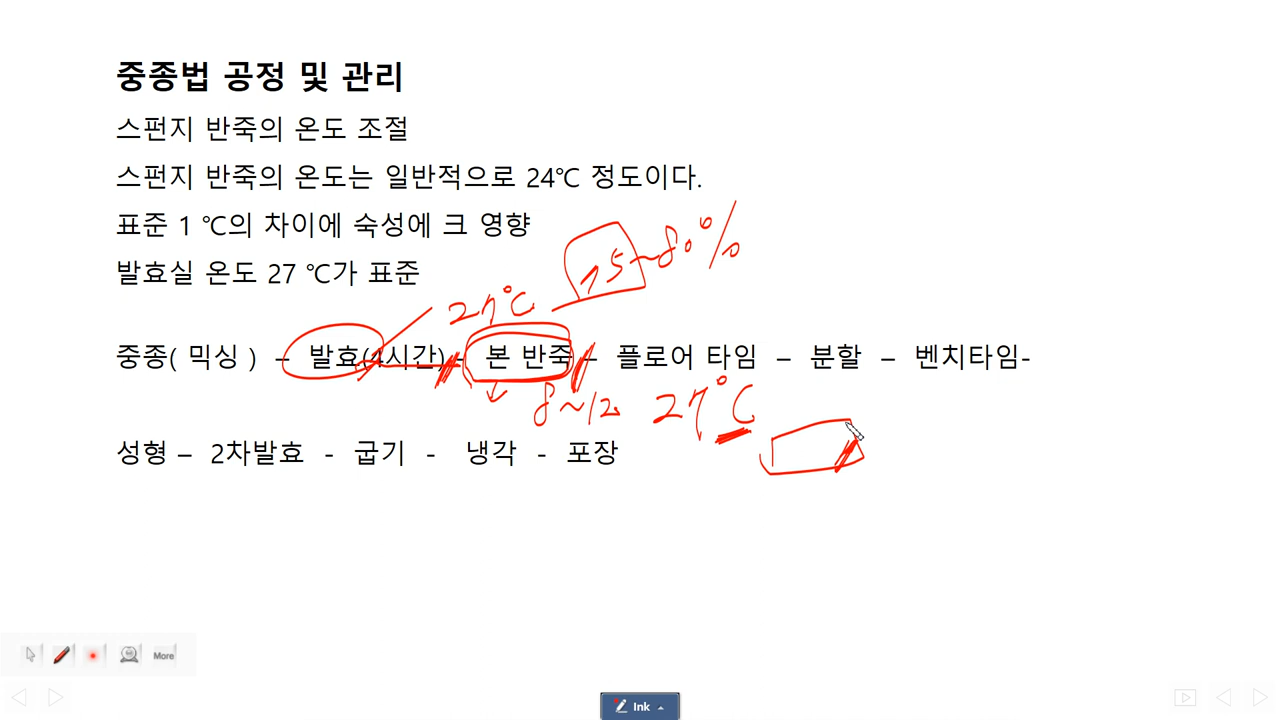 중종법 공정 및 관리
스펀지 반죽의 온도 조절
스펀지 반죽의 온도는 일반적으로 24℃ 정도이다.
표준 1 ℃의 차이에 숙성에 크 영향
75~80%
발효실 온도 27 ℃가 표준
27℃
중종( 믹싱 ) – 발효(4시간) – 본 반죽 – 플로어 타임 – 분할 – 벤치타임-
8~12 27℃
성형 – 2차발효 - 굽기 - 냉각 - 포장
More
Ink